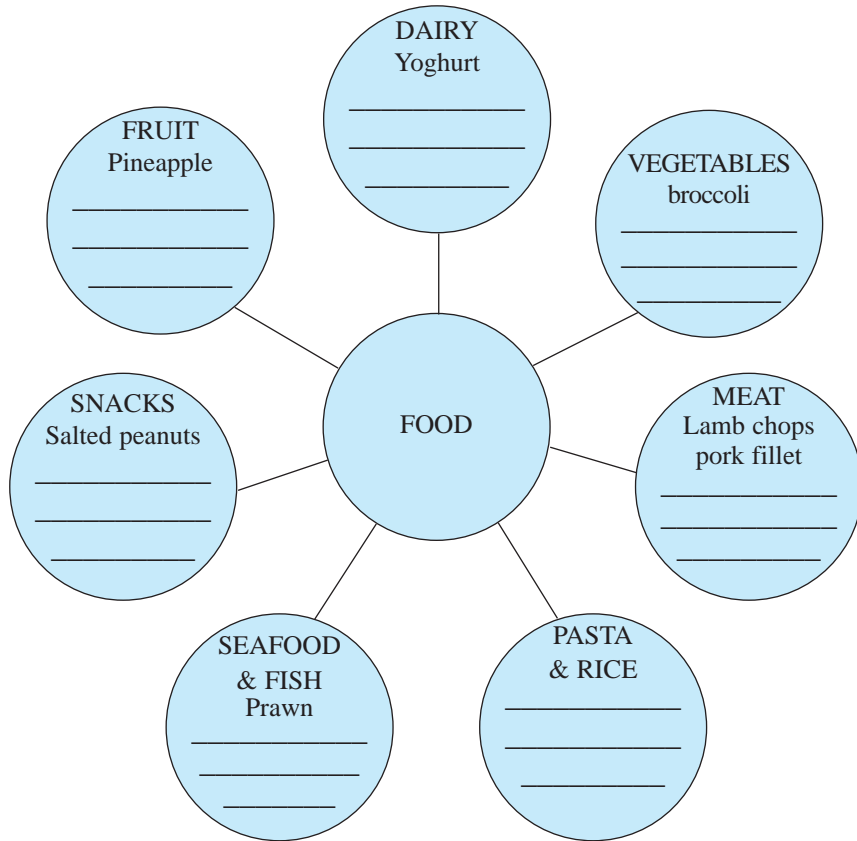 DAIRY
Yoghurt
FRUIT
Pineapple
VEGETABLES
broccoli
SNACKS
Salted peanuts
FOOD
MEAT
Lamb chops
pork fillet
SEAFOOD
& FISH
Prawn
PASTA
& RICE